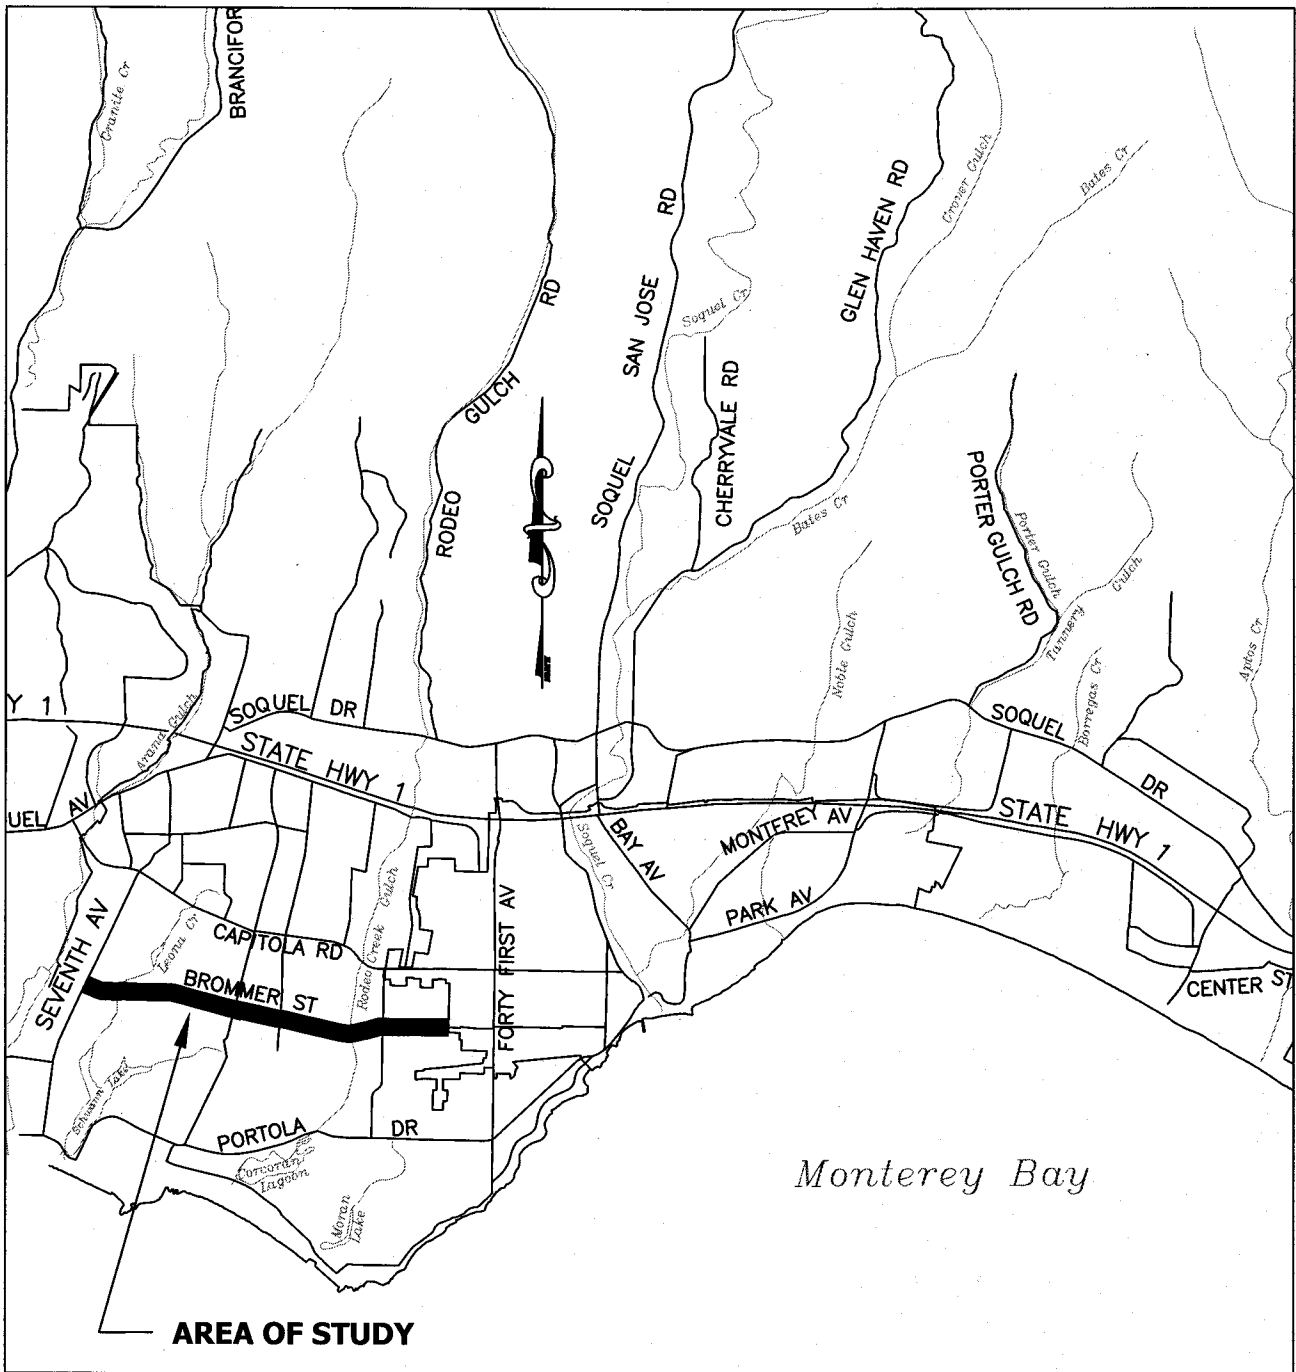 BRANCIFOR
Granite Cr
Grover Gulch
Bates Cr
RD
GLEN HAVEN RD
SAN JOSE
Soquel Cr
RD
GULCH
CHERRYVALE RD
SOQUEL
RODEO
Bates Cr
PORTER GULCH RD
Porter Gulch
Gulch
Tannery
Noble Gulch
Aptos Cr
Borregas Cr
Y 1
Arana Gulch
SOQUEL DR
SOQUEL
DR
STATE HWY 1
UEL AV
STATE HWY 1
MONTEREY AV
BAY AV
Soquel Cr
PARK AV
Rodeo Creek Gulch
FORTY FIRST AV
SEVENTH AV
Leona Cr
CAPITOLA RD
BROMMER ST
CENTER ST
Schwann Lake
PORTOLA DR
Corcoran
Lagoon
Moran
Lake
Monterey Bay
AREA OF STUDY